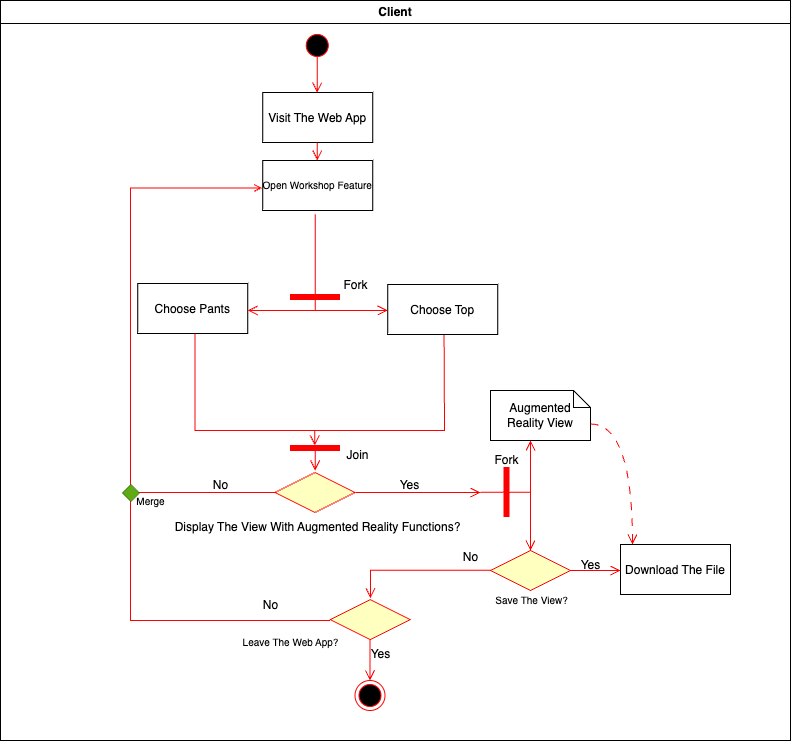 Client
Visit The Web App
Open Workshop Feature
Fork
Choose Pants
Choose Top
Augmented
Reality View
Join
Fork
No
Yes
Merge
Display The View With Augmented Reality Functions?
No
Yes
Download The File
Save The View?
No
Leave The Web App?
Yes